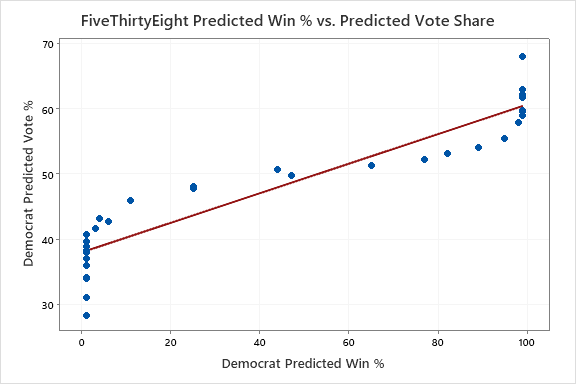 FiveThirtyEight Predicted Win % vs. Predicted Vote Share
70
60
50
40
30
Democrat Predicted Vote %
0 20 40 60 80 100
Democrat Predicted Win %